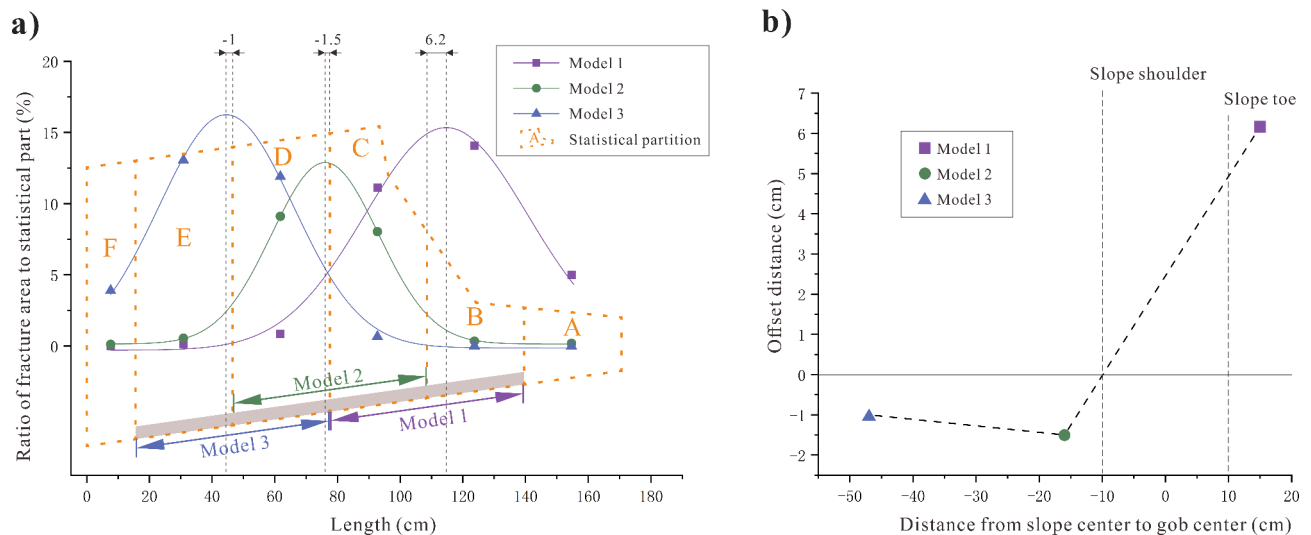 a)
-1
-1.5
6.2
Model 1
Model 2
Model 3
A
Statistical partition
Ratio of fracture area to statistical part (%)
20
15
10
5
0
F
E
D
C
B
A
Model 2
Model 3
Model 1
0
20
40
60
80
100
120
140
160
180
Length (cm)
b)
Slope shoulder
Slope toe
Model 1
Model 2
Model 3
Offset distance (cm)
7
6
5
4
3
2
1
0
-1
-2
-50
-40
-30
-20
-10
0
10
20
Distance from slope center to gob center (cm)